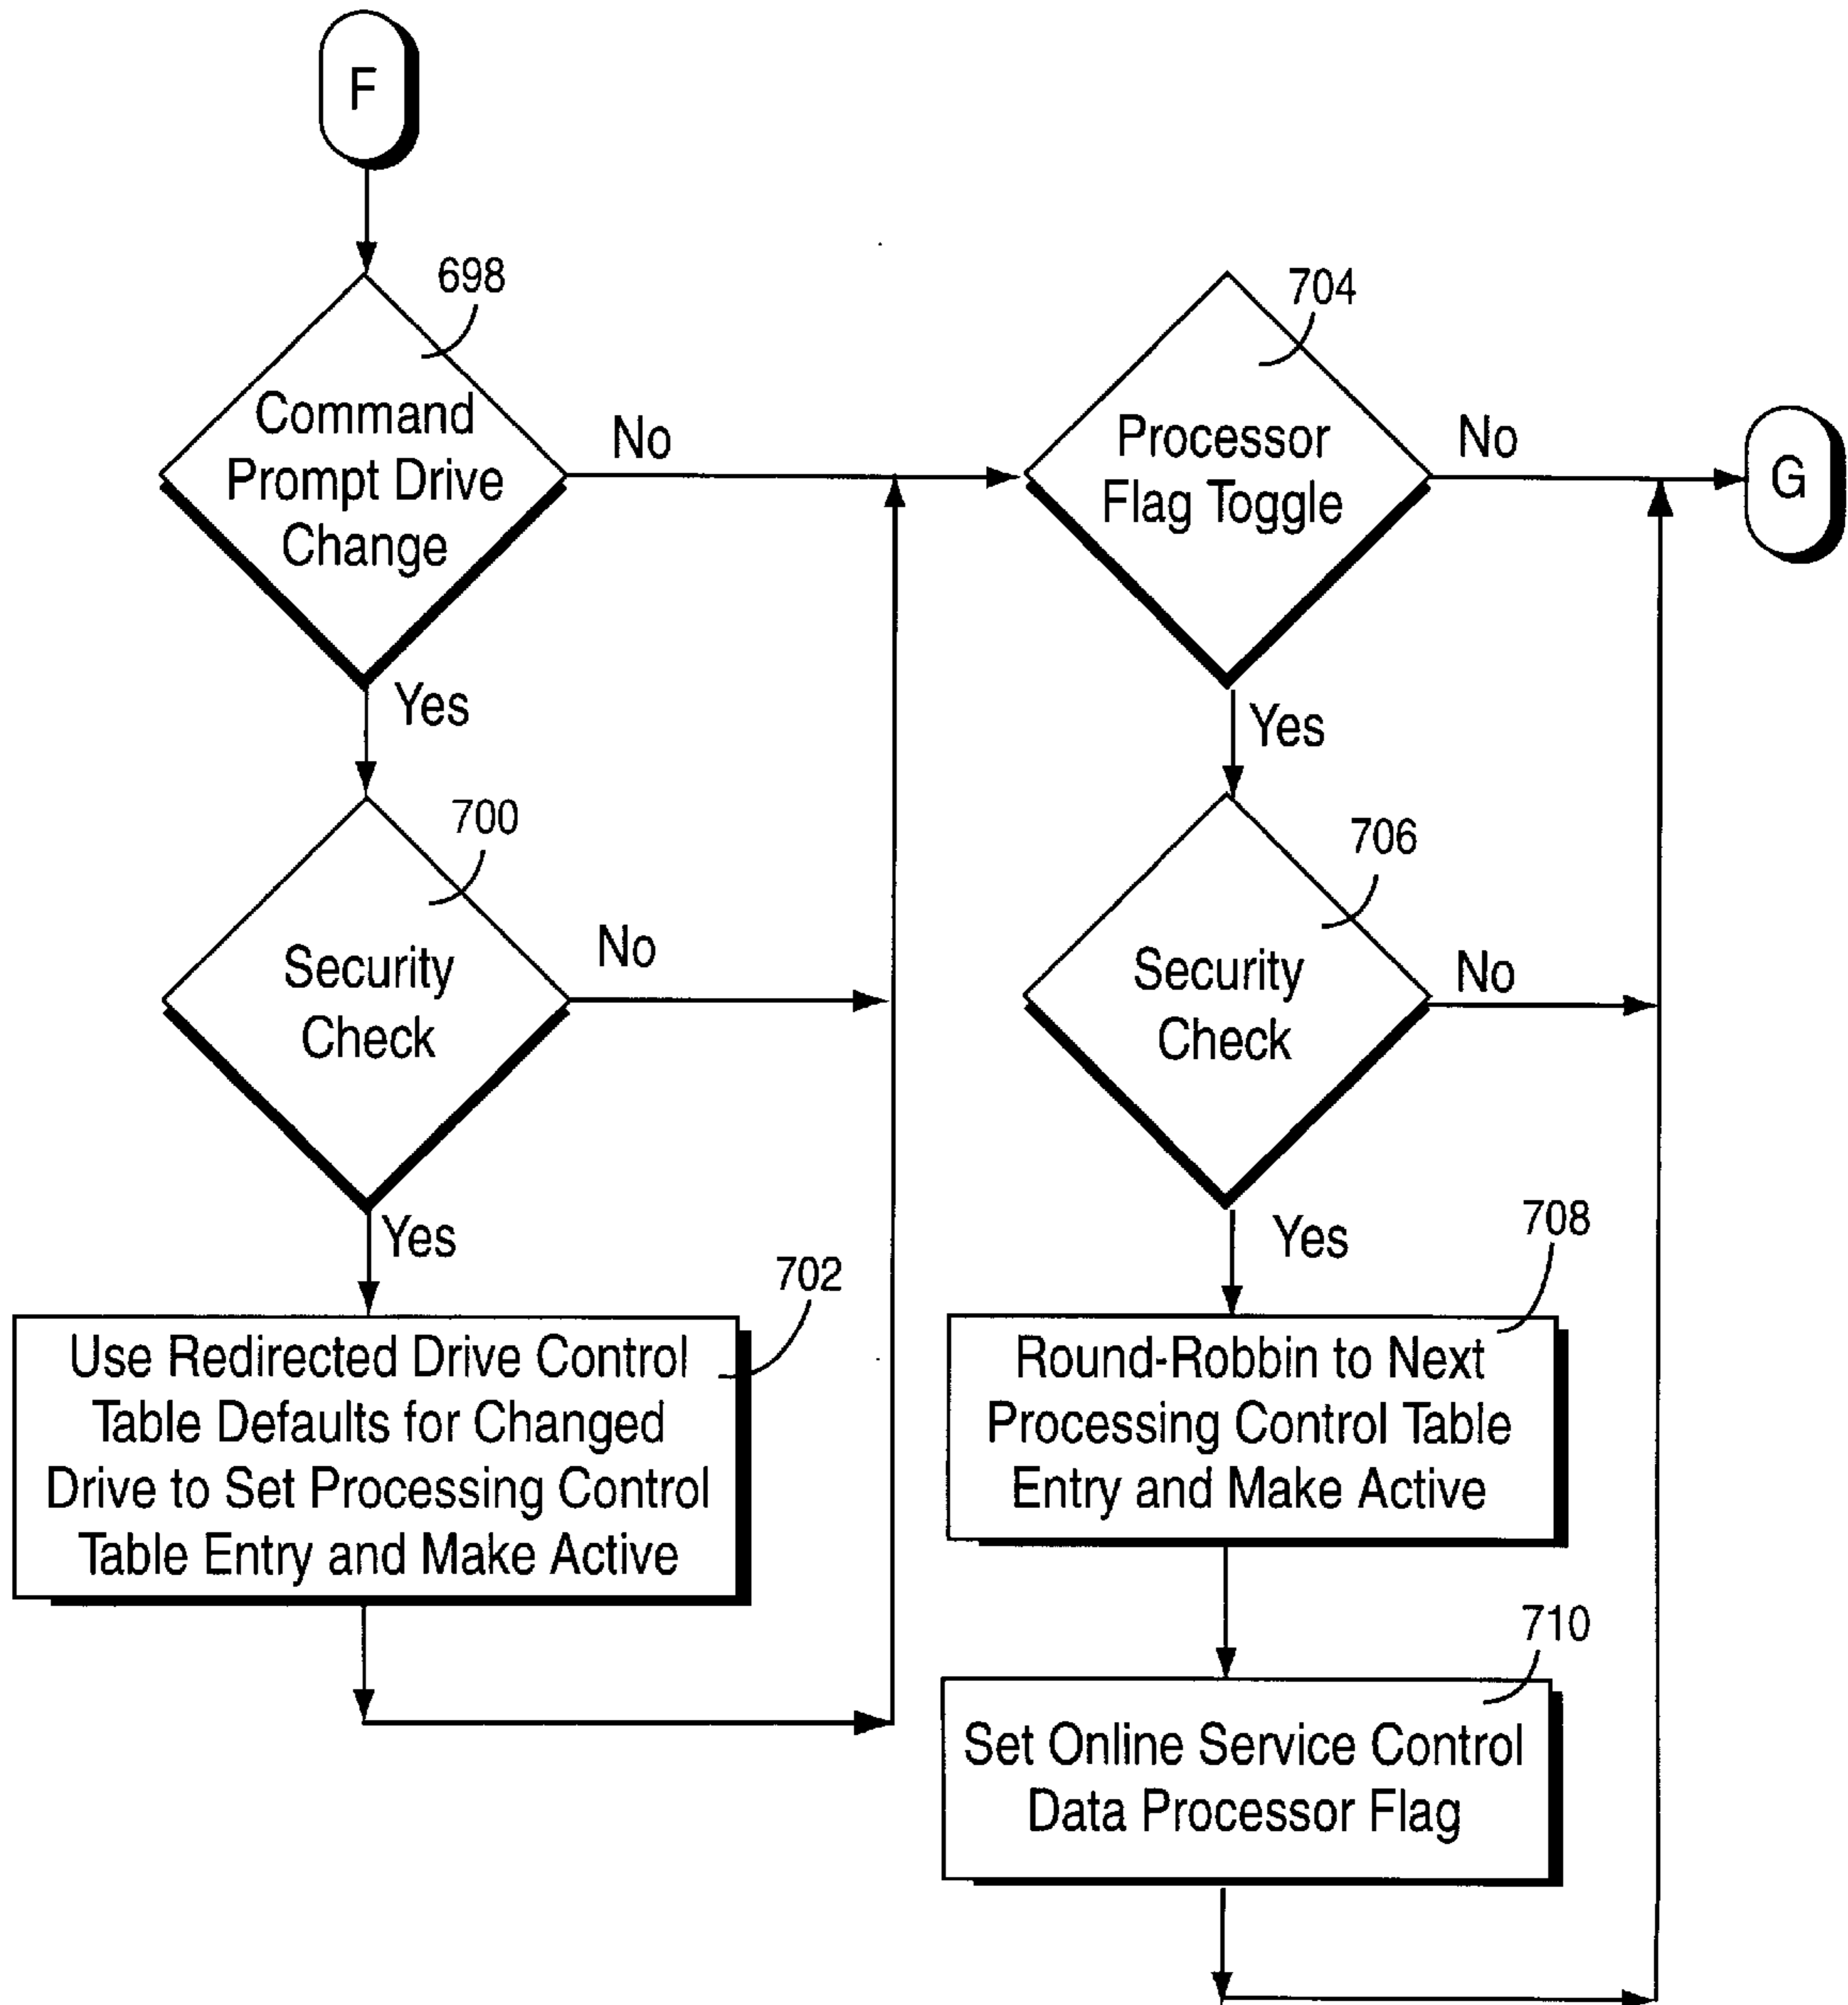 F
698
Command
Prompt Drive
Change
No
Yes
700
Security
Check
No
Yes
702
Use Redirected Drive Control
Table Defaults for Changed
Drive to Set Processing Control
Table Entry and Make Active
704
Processor
Flag Toggle
No
G
Yes
706
Security
Check
No
Yes
708
Round-Robbin to Next
Processing Control Table
Entry and Make Active
710
Set Online Service Control
Data Processor Flag